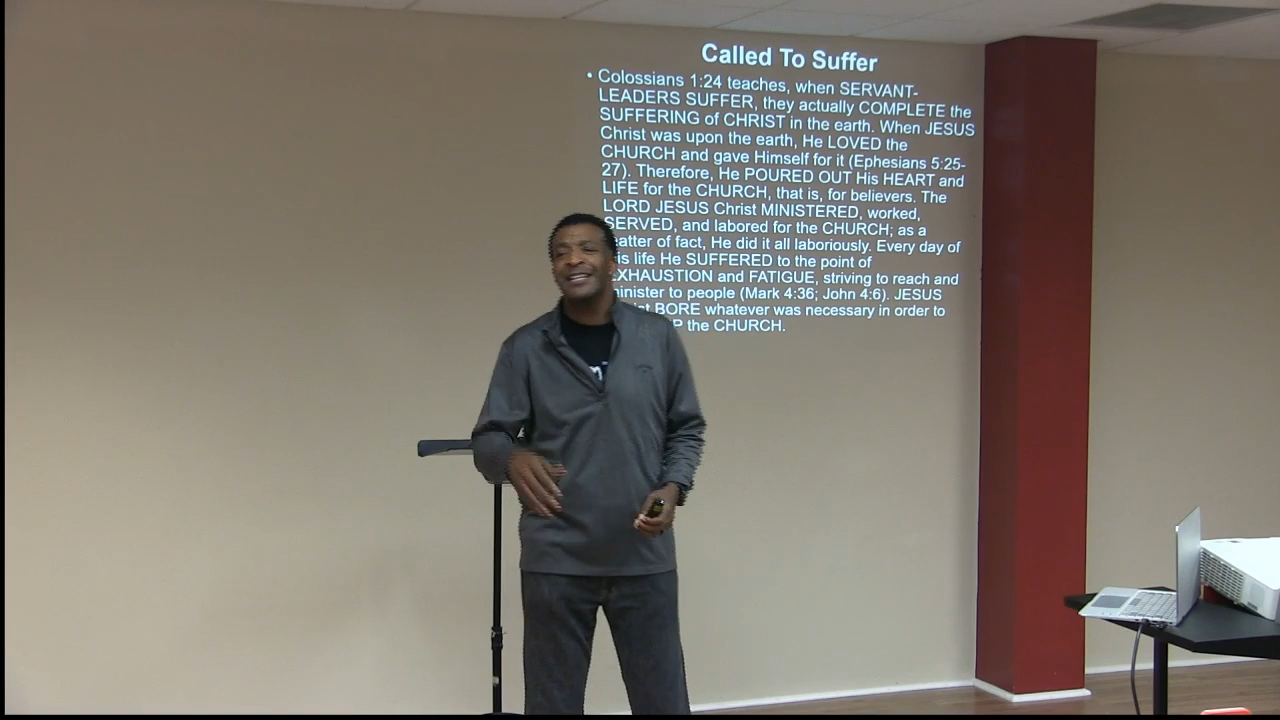 Called To Suffer
• Colossians 1:24 teaches, when SERVANT-
LEADERS SUFFER, they actually COMPLETE the
SUFFERING of CHRIST in the earth. When JESUS
Christ was upon the earth, He LOVED the
CHURCH and gave Himself for it (Ephesians 5:25-
27). Therefore, He POURED OUT His HEART and
LIFE for the CHURCH, that is, for believers. The
LORD JESUS Christ MINISTERED, worked,
SERVED, and labored for the CHURCH; as a
atter of fact, He did it all laboriously. Every day of
is life He SUFFERED to the point of
EXHAUSTION and FATIGUE, striving to reach and
inister to people (Mark 4:36; John 4:6). JESUS
st BORE whatever was necessary in order to
P the CHURCH.